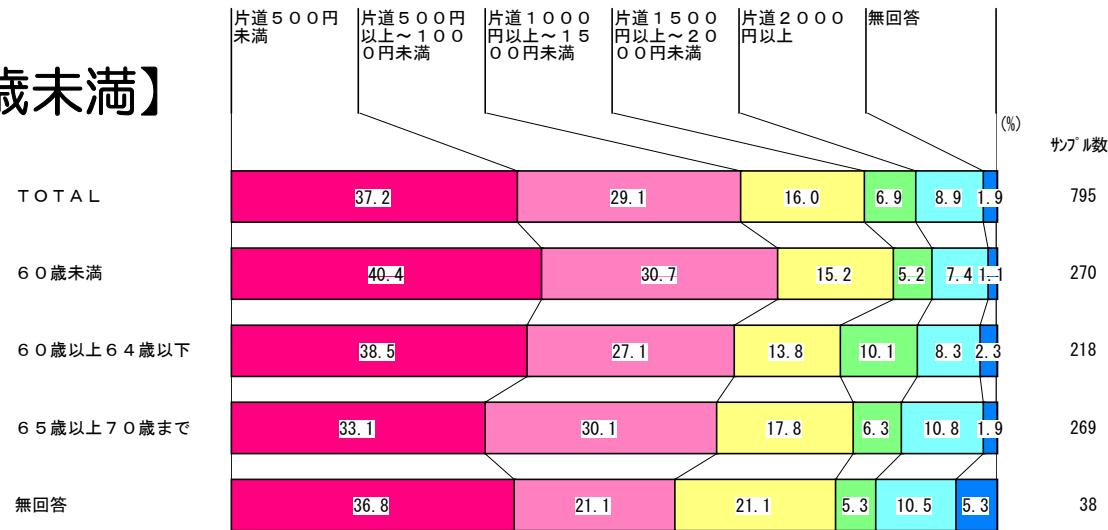 片道５００円
未満
片道５００円
以上～１００
０円未満
片道１０００
円以上～１５
００円未満
片道１５００
円以上～２０
００円未満
片道２０００
円以上
無回答
歳未満】
(%)
ｻﾝﾌﾟﾙ数
ＴＯＴＡＬ 37.2 29.1 16.0 6.9 8.9 1.9 795
６０歳未満 40.4 30.7 15.2 5.2 7.4 1.1 270
６０歳以上６４歳以下 38.5 27.1 13.8 10.1 8.3 2.3 218
６５歳以上７０歳まで 33.1 30.1 17.8 6.3 10.8 1.9 269
無回答 36.8 21.1 21.1 5.3 10.5 5.3 38